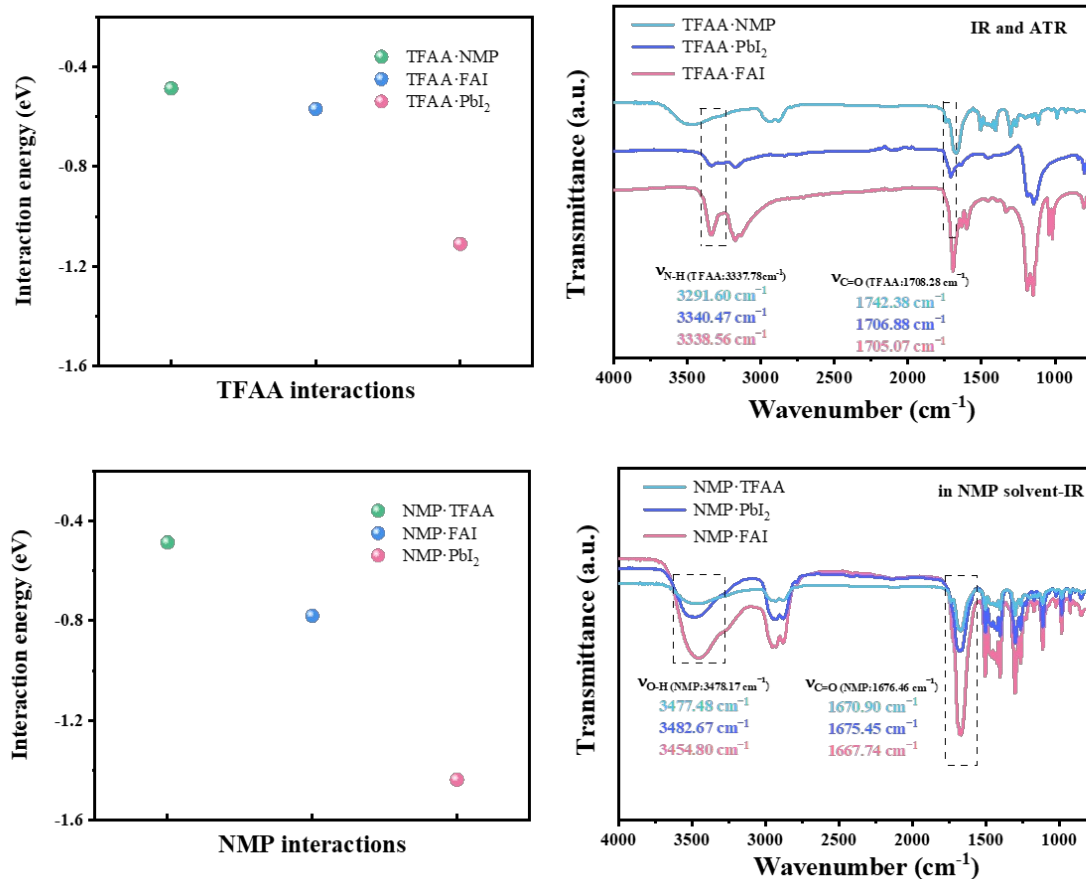 Interaction energy (eV)
-0.4
-0.8
-1.2
-1.6
TFAA·NMP
TFAA·FAI
TFAA·PbI₂
TFAA interactions
Transmittance (a.u.)
TFAA·NMP
TFAA·PbI₂
TFAA·FAI
IR and ATR
νN-H (TFAA:3337.78cm⁻¹)
3291.60 cm⁻¹
3340.47 cm⁻¹
3338.56 cm⁻¹
νC=O (TFAA:1708.28 cm⁻¹)
1742.38 cm⁻¹
1706.88 cm⁻¹
1705.07 cm⁻¹
4000 3500 3000 2500 2000 1500 1000
Wavenumber (cm⁻¹)
Interaction energy (eV)
-0.4
-0.8
-1.2
-1.6
NMP·TFAA
NMP·FAI
NMP·PbI₂
NMP interactions
Transmittance (a.u.)
NMP·TFAA
NMP·PbI₂
NMP·FAI
in NMP solvent-IR
νO-H (NMP:3478.17 cm⁻¹)
3477.48 cm⁻¹
3482.67 cm⁻¹
3454.80 cm⁻¹
νC=O (NMP:1676.46 cm⁻¹)
1670.90 cm⁻¹
1675.45 cm⁻¹
1667.74 cm⁻¹
4000 3500 3000 2500 2000 1500 1000
Wavenumber (cm⁻¹)